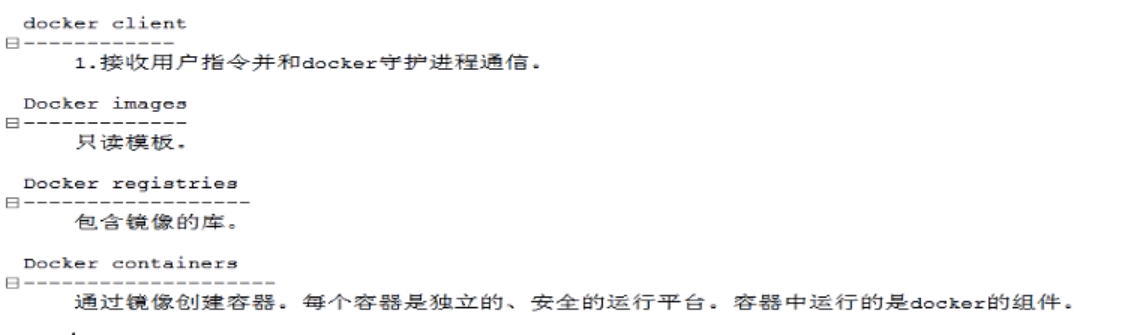 docker client
------------
1.接收用户指令并和docker守护进程通信。
Docker images
-------------
只读模板。
Docker registries
------------------
包含镜像的库。
Docker containers
--------------------
通过镜像创建容器。每个容器是独立的、安全的运行平台。容器中运行的是docker的组件。